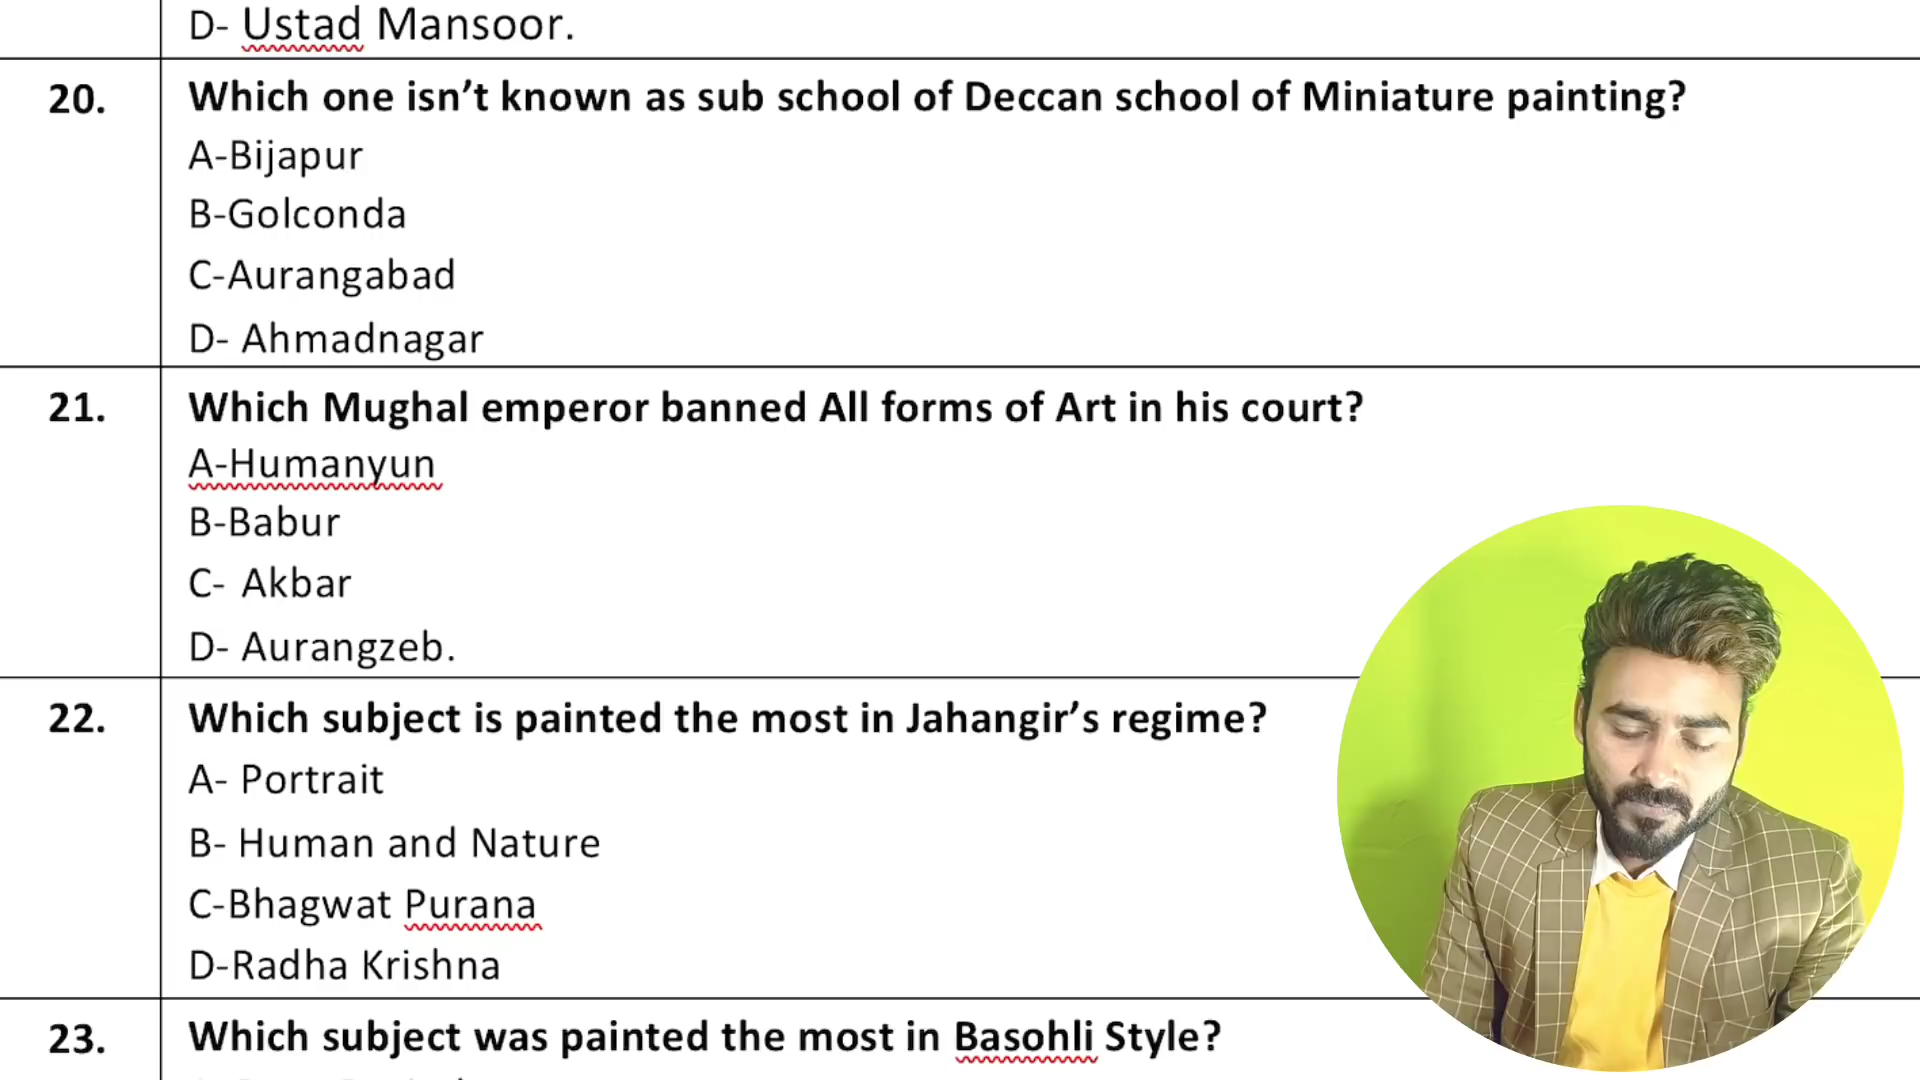 D- Ustad Mansoor.
20.
Which one isn’t known as sub school of Deccan school of Miniature painting?
A-Bijapur
B-Golconda
C-Aurangabad
D- Ahmadnagar
21.
Which Mughal emperor banned All forms of Art in his court?
A-Humanyun
B-Babur
C- Akbar
D- Aurangzeb.
22.
Which subject is painted the most in Jahangir’s regime?
A- Portrait
B- Human and Nature
C-Bhagwat Purana
D-Radha Krishna
23.
Which subject was painted the most in Basohli Style?